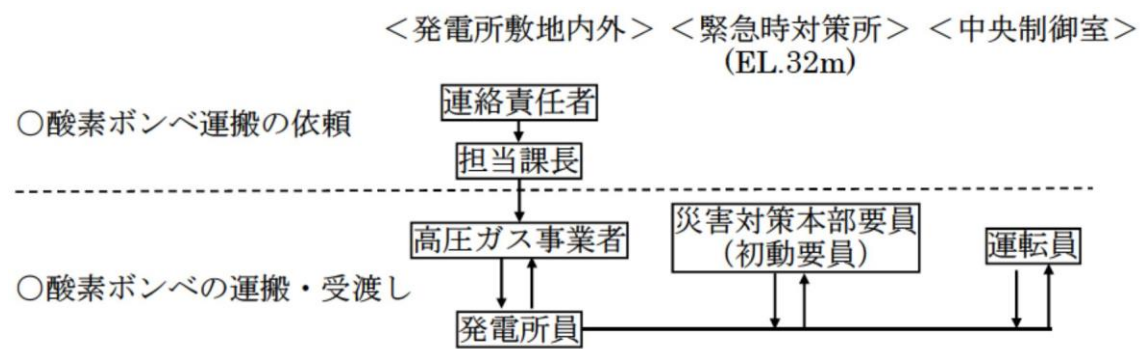 ＜発電所敷地内外＞ ＜緊急時対策所＞ ＜中央制御室＞
(EL.32m)
連絡責任者
○酸素ボンベ運搬の依頼
担当課長
高圧ガス事業者
災害対策本部要員
（初動要員）
運転員
○酸素ボンベの運搬・受渡し
発電所員